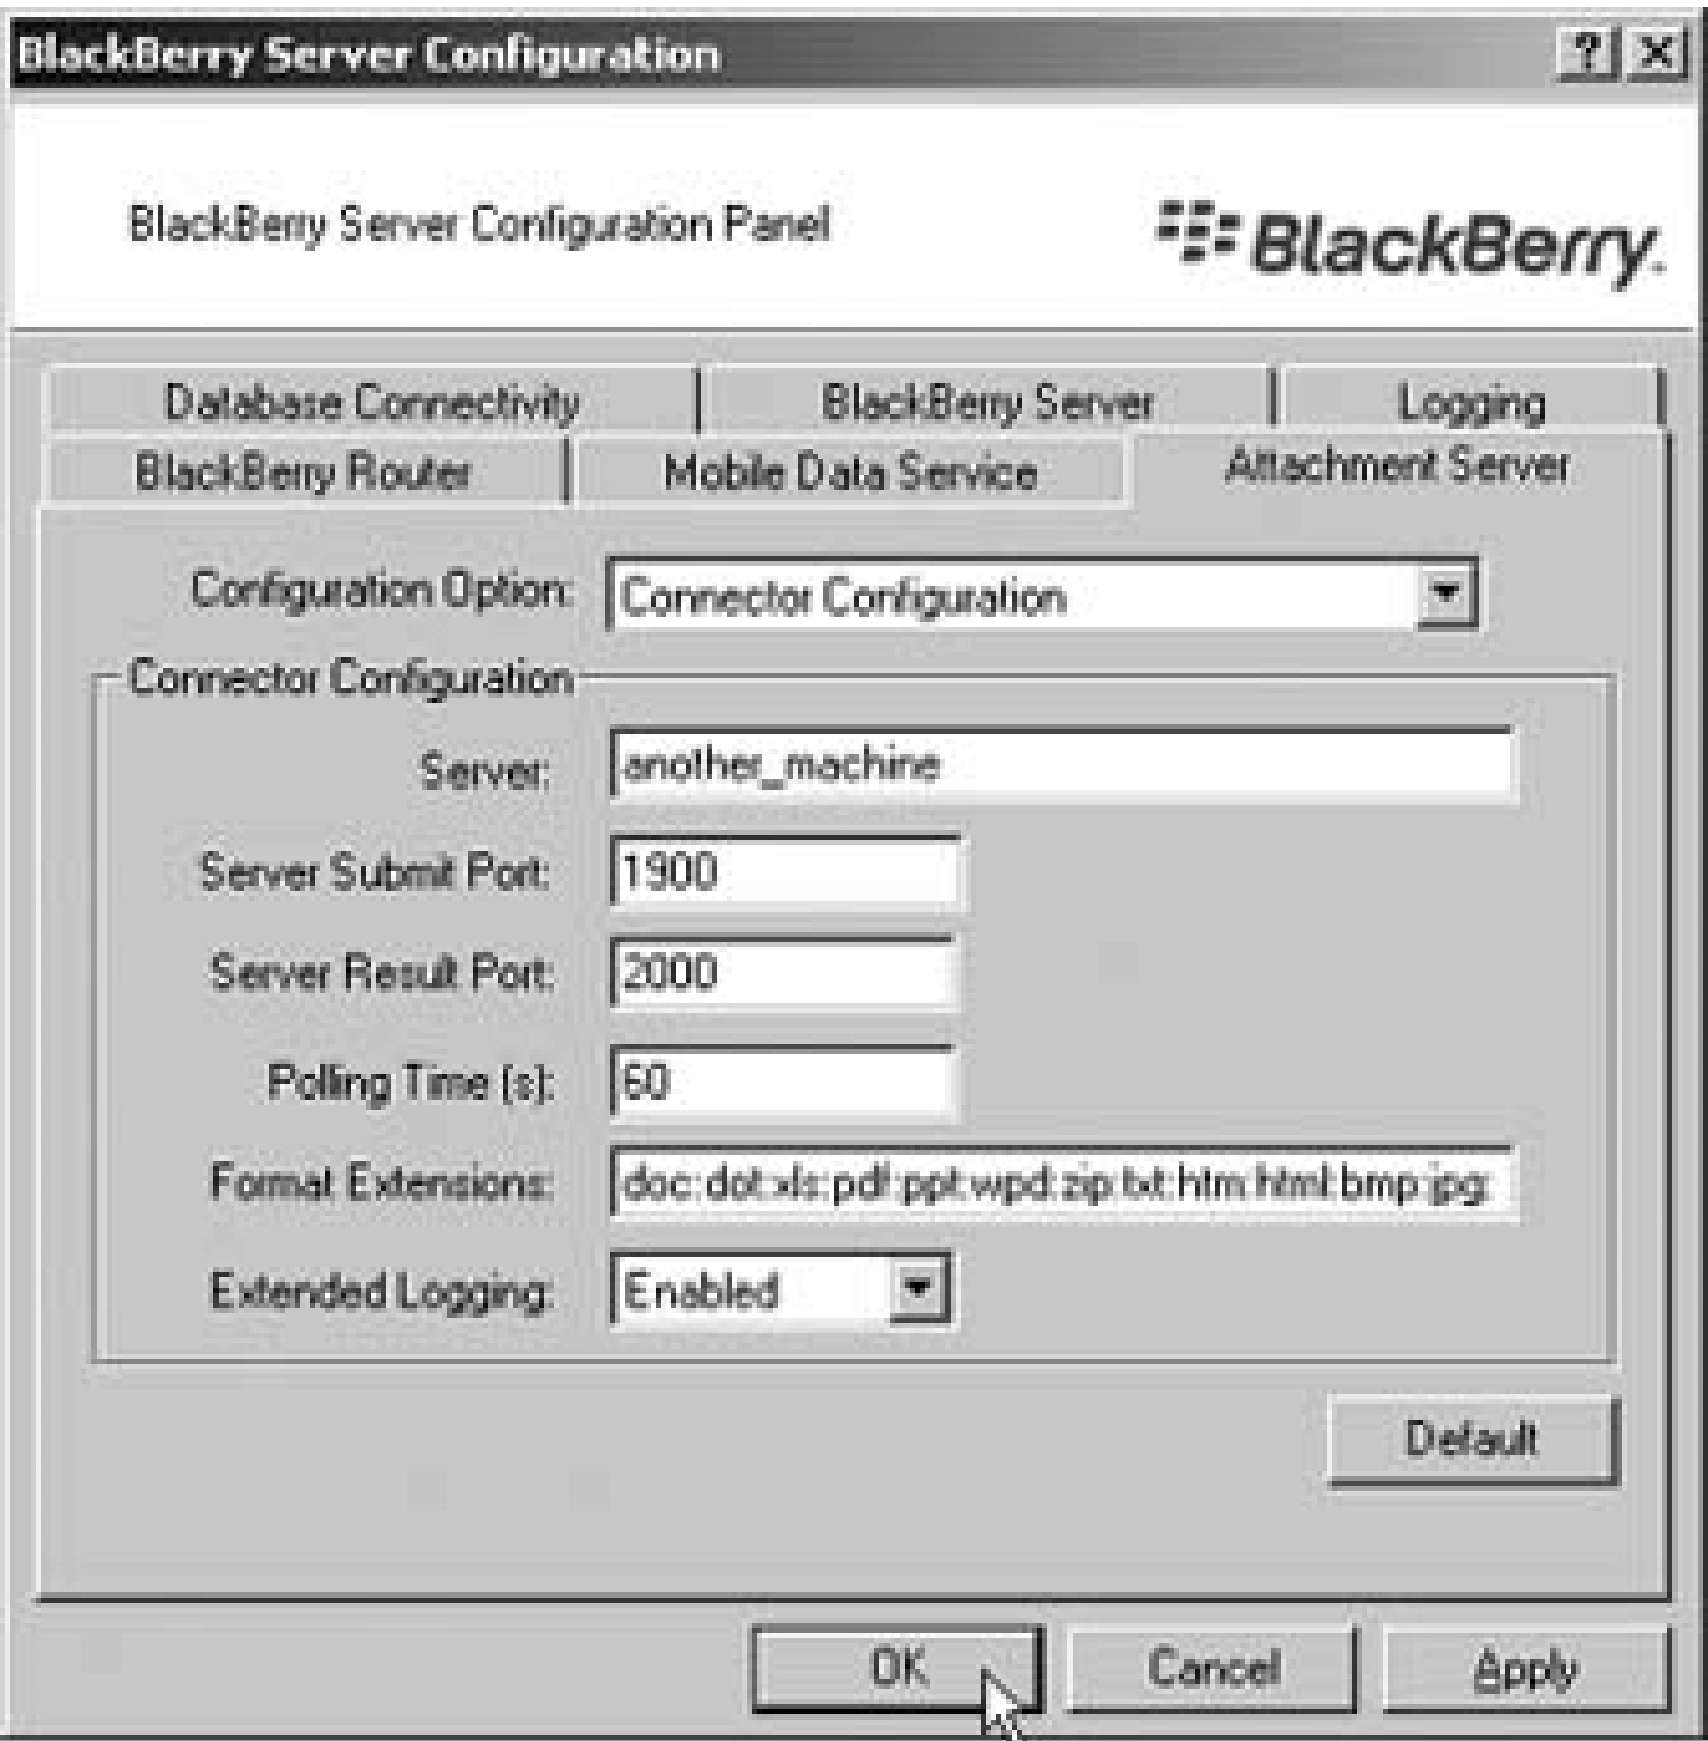 BlackBerry Server Configuration
BlackBerry Server Configuration Panel
BlackBerry.
Database Connectivity BlackBerry Server Logging
BlackBerry Router Mobile Data Service Attachment Server
Configuration Option: Connector Configuration
Connector Configuration
Server: another_machine
Server Submit Port: 1900
Server Result Port: 2000
Polling Time (s): 60
Format Extensions: doc:dot:xls:pdf:ppt:wpd:zip:txt:htm:html:bmp:jpg:
Extended Logging: Enabled
Default
OK Cancel Apply